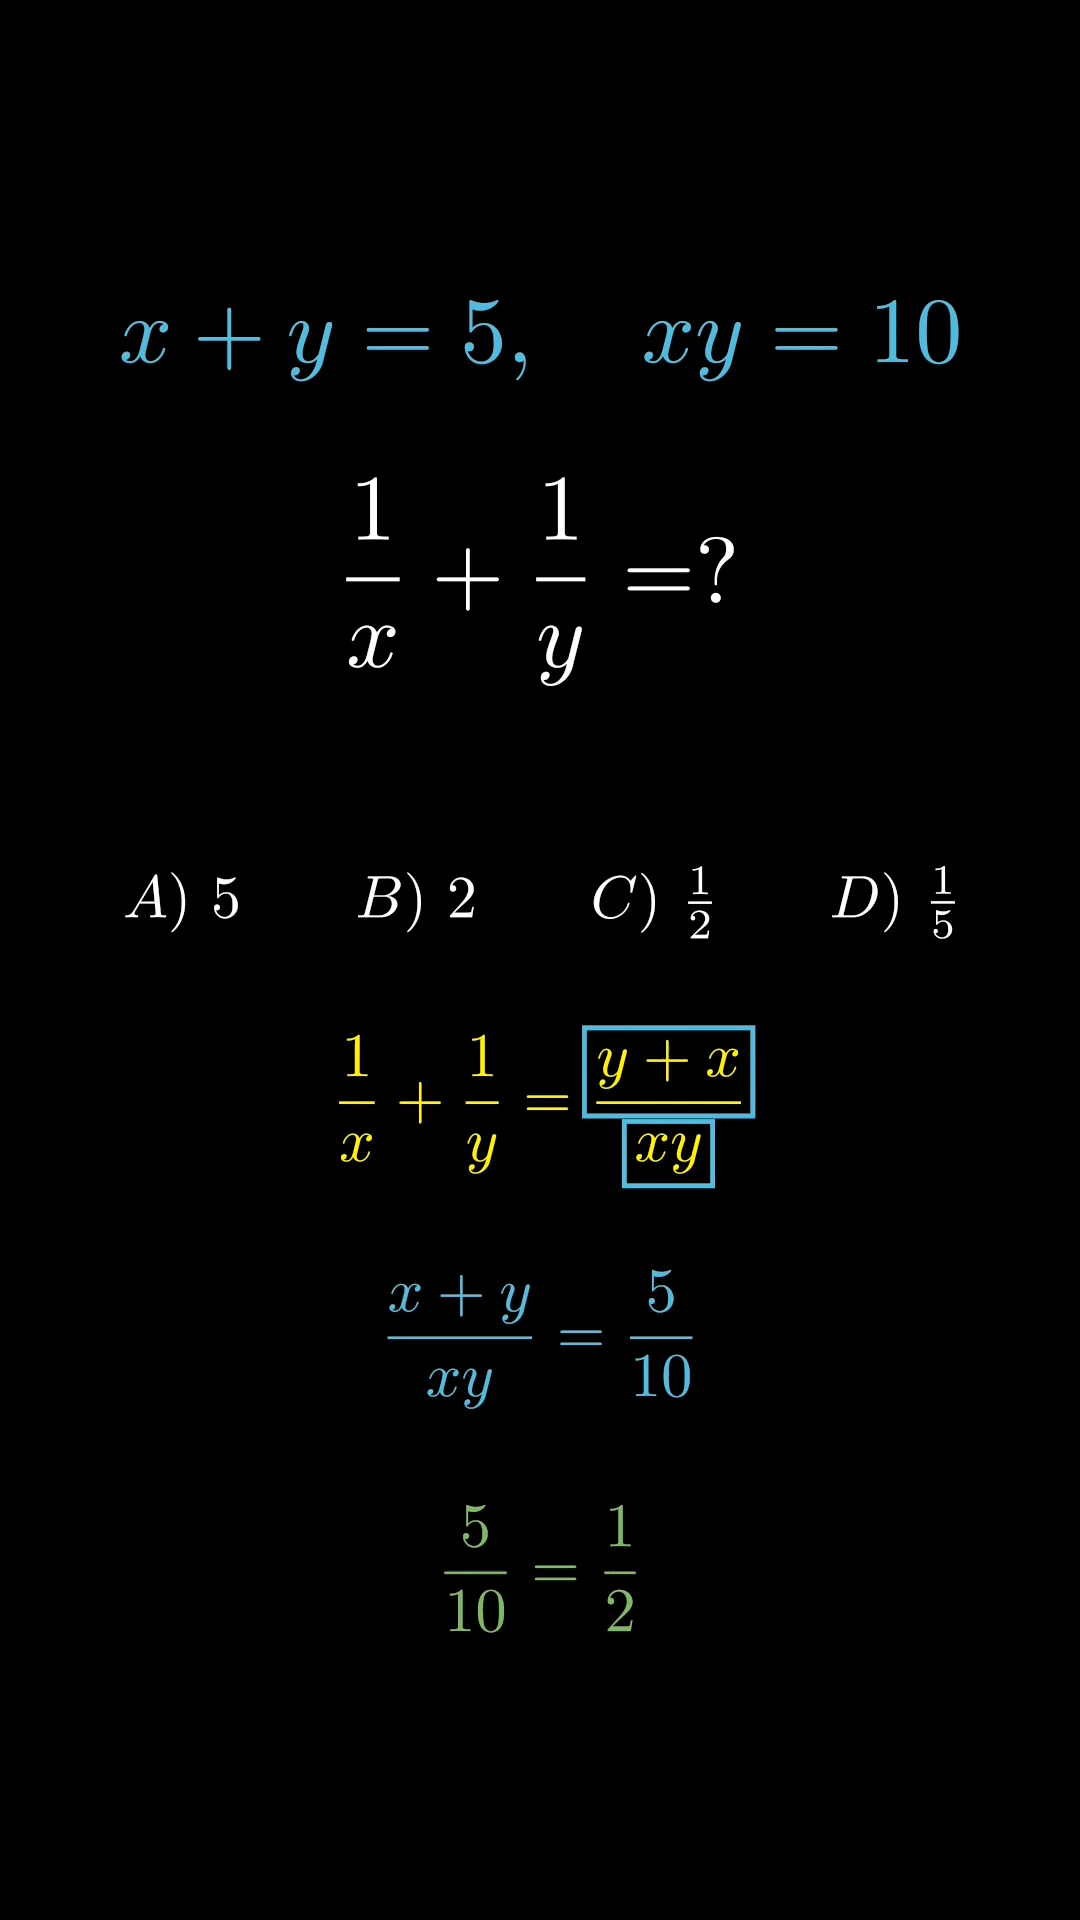 x + y = 5,   xy = 10
1/x + 1/y =?
A) 5   B) 2   C) 1/2   D) 1/5
1/x + 1/y = (y + x)/(xy)
(x + y)/(xy) = 5/10
5/10 = 1/2